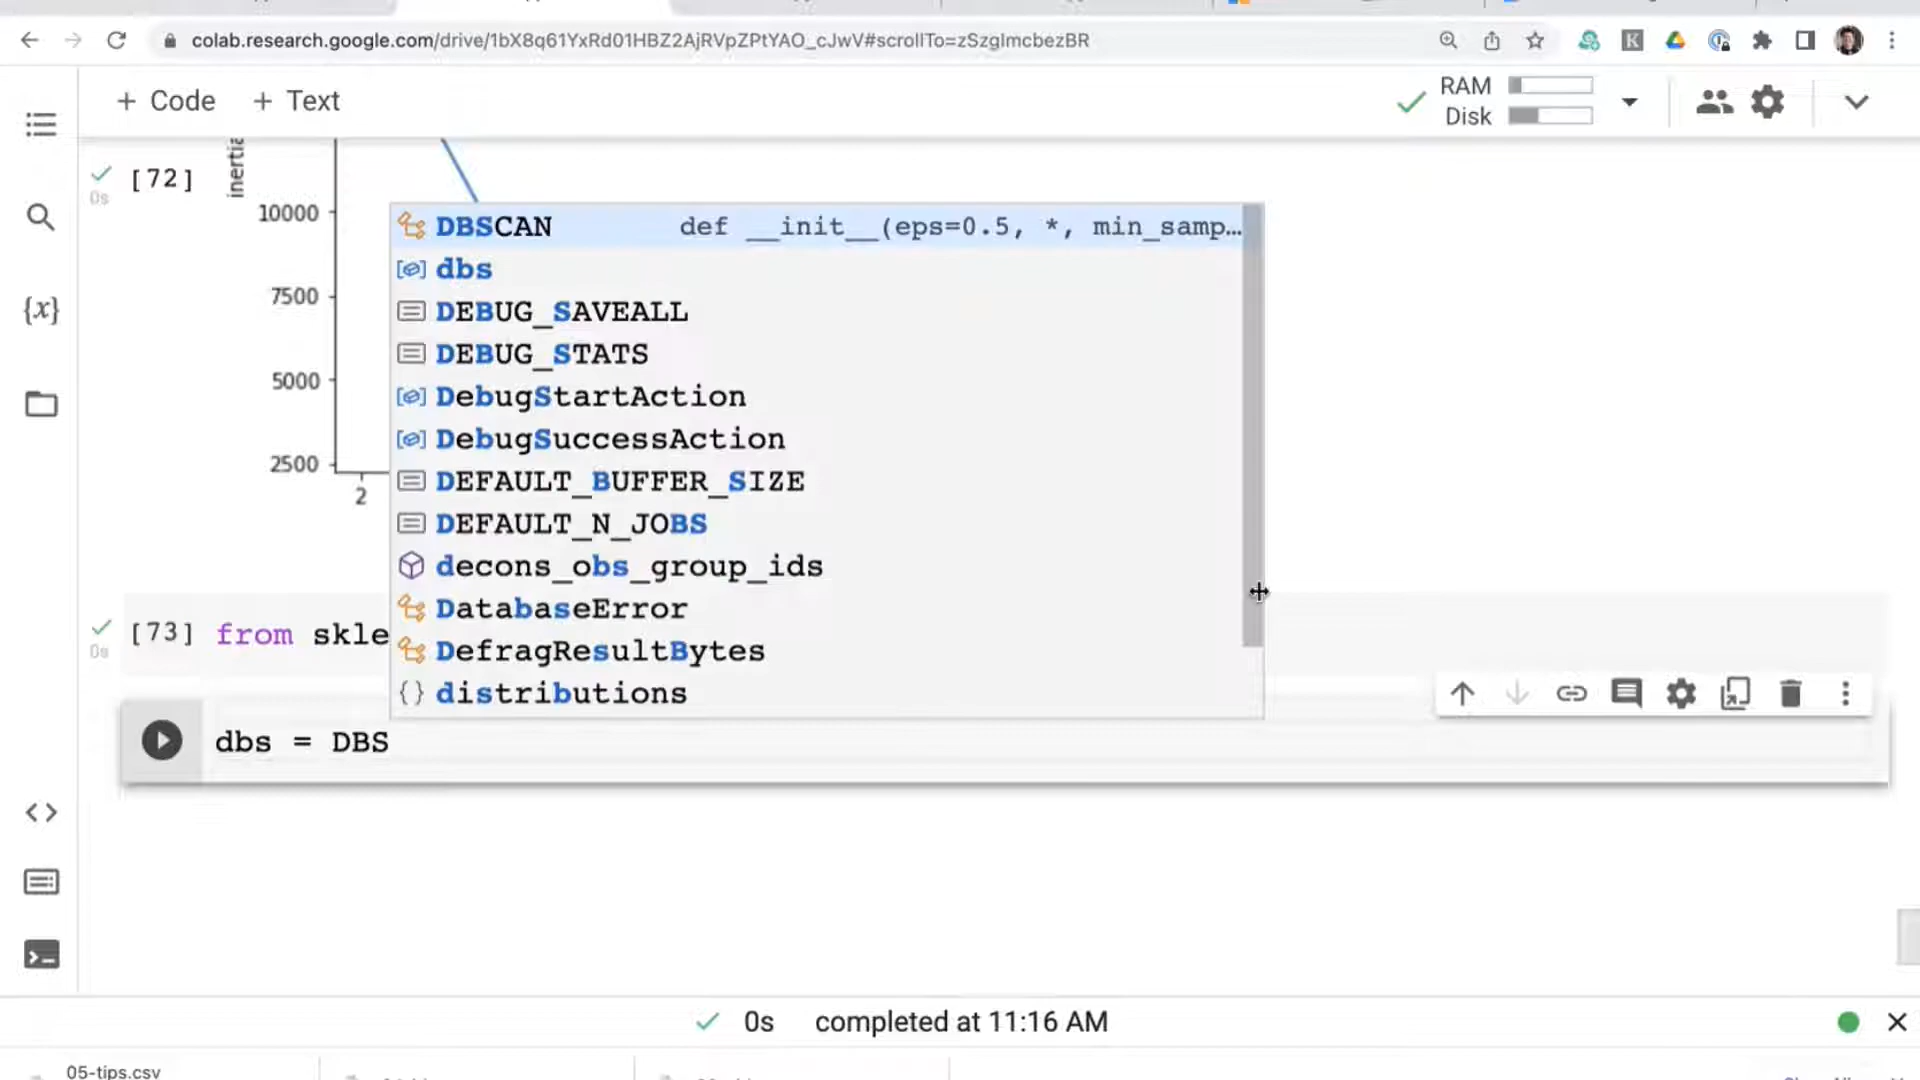 colab.research.google.com/drive/1bX8q61YxRd01HBZ2AjRVpZPtYAO_cJwV#scrollTo=zSzgImcbezBR
K
+ Code + Text
RAM
Disk
[72]
0s
inertia
10000
7500
5000
2500
2
DBSCAN def __init__(eps=0.5, *, min_samp…
dbs
DEBUG_SAVEALL
DEBUG_STATS
DebugStartAction
DebugSuccessAction
DEFAULT_BUFFER_SIZE
DEFAULT_N_JOBS
decons_obs_group_ids
DatabaseError
DefragResultBytes
{} distributions
{x}
[73] from skle
0s
dbs = DBS
0s completed at 11:16 AM
05-tips.csv